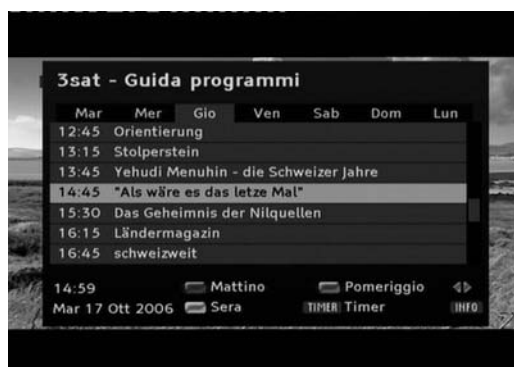 3sat - Guida programmi
Mar Mer Gio Ven Sab Dom Lun
12:45 Orientierung
13:15 Stolperstein
13:45 Yehudi Menuhin - die Schweizer Jahre
14:45 "Als wäre es das letze Mal"
15:30 Das Geheimnis der Nilquellen
16:15 Ländermagazin
16:45 schweizweit
14:59 Mattino Pomeriggio
Mar 17 Ott 2006 Sera TIMER Timer INFO